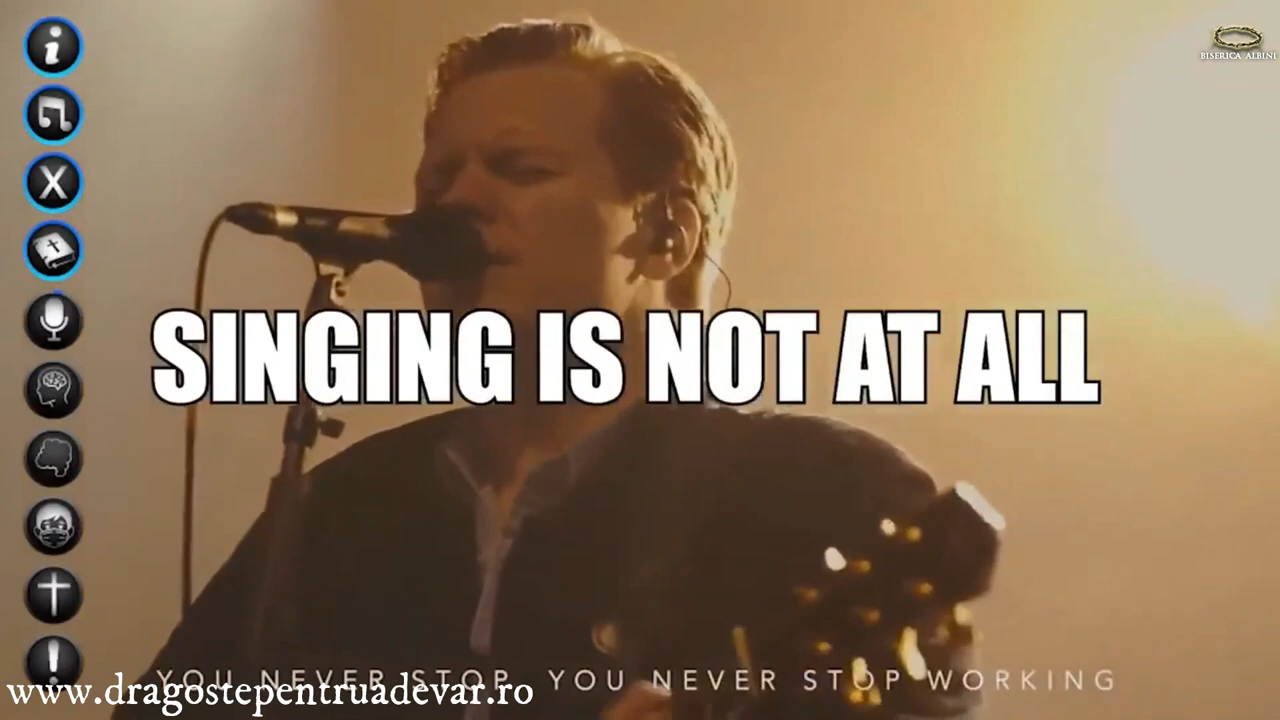 BISERICA ALBINI
SINGING IS NOT AT ALL
YOU NEVER STOP, YOU NEVER STOP WORKING
www.dragostepentruadevar.ro